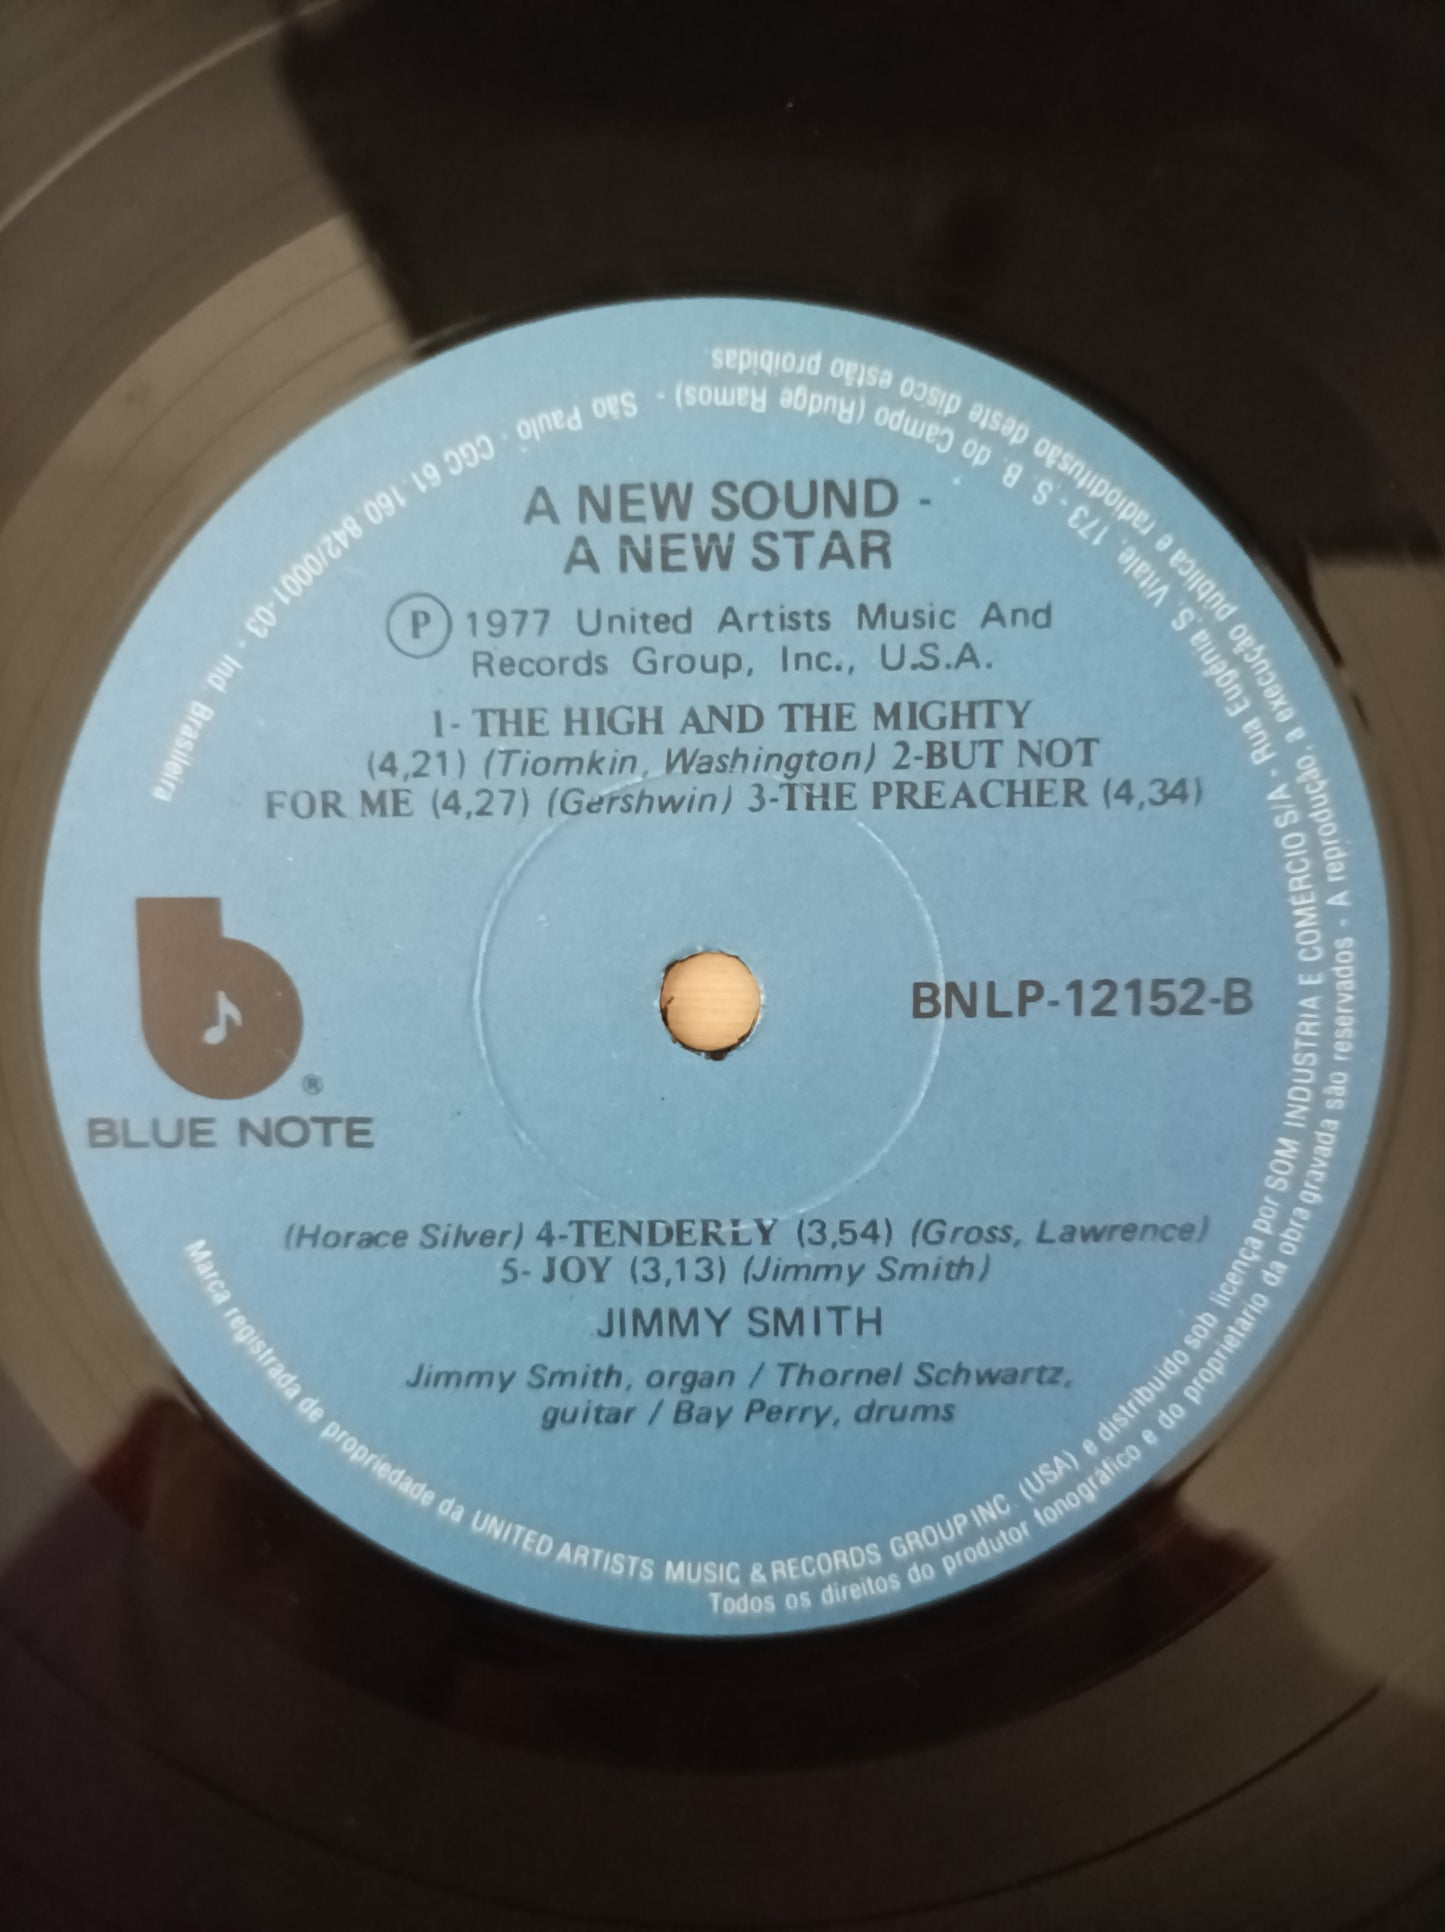 A NEW SOUND -
A NEW STAR
P 1977 United Artists Music And
Records Group, Inc., U.S.A.
1- THE HIGH AND THE MIGHTY
(4,21) (Tiomkin, Washington) 2-BUT NOT
FOR ME (4,27) (Gershwin) 3-THE PREACHER (4,34)
b
®
BLUE NOTE
BNLP-12152-B
(Horace Silver) 4-TENDERLY (3,54) (Gross, Lawrence)
5- JOY (3,13) (Jimmy Smith)
JIMMY SMITH
Jimmy Smith, organ / Thornel Schwartz,
guitar / Bay Perry, drums
Marca registrada de propriedade da UNITED ARTISTS MUSIC & RECORDS GROUP INC. (USA) e distribuido sob licença por SOM INDUSTRIA E COMERCIO S/A - Rua Eugênia S. Vitale, 173 - S. B. do Campo (Rudge Ramos) - São Paulo - CGC 61.160.842/0001-03 - Ind. Brasileira
Todos os direitos do produtor fonográfico e do proprietario da obra gravada são reservados - A reprodução, a execução pública e radiodifusão deste disco estão proibidas.